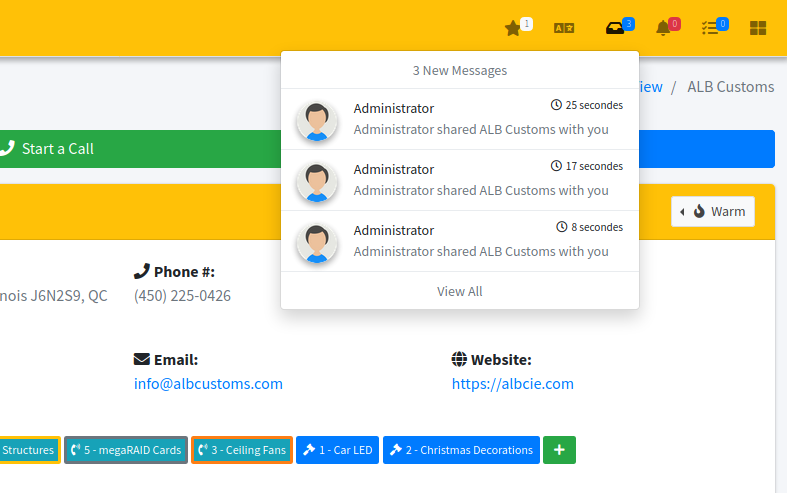 1
3
0
0
3 New Messages
iew / ALB Customs
Administrator
25 secondes
Administrator shared ALB Customs with you
Start a Call
Administrator
17 secondes
Administrator shared ALB Customs with you
Warm
Administrator
8 secondes
Administrator shared ALB Customs with you
Phone #:
nois J6N2S9, QC
(450) 225-0426
View All
Email:
Website:
info@albcustoms.com
https://albcie.com
Structures
5 - megaRAID Cards
3 - Ceiling Fans
1 - Car LED
2 - Christmas Decorations
+